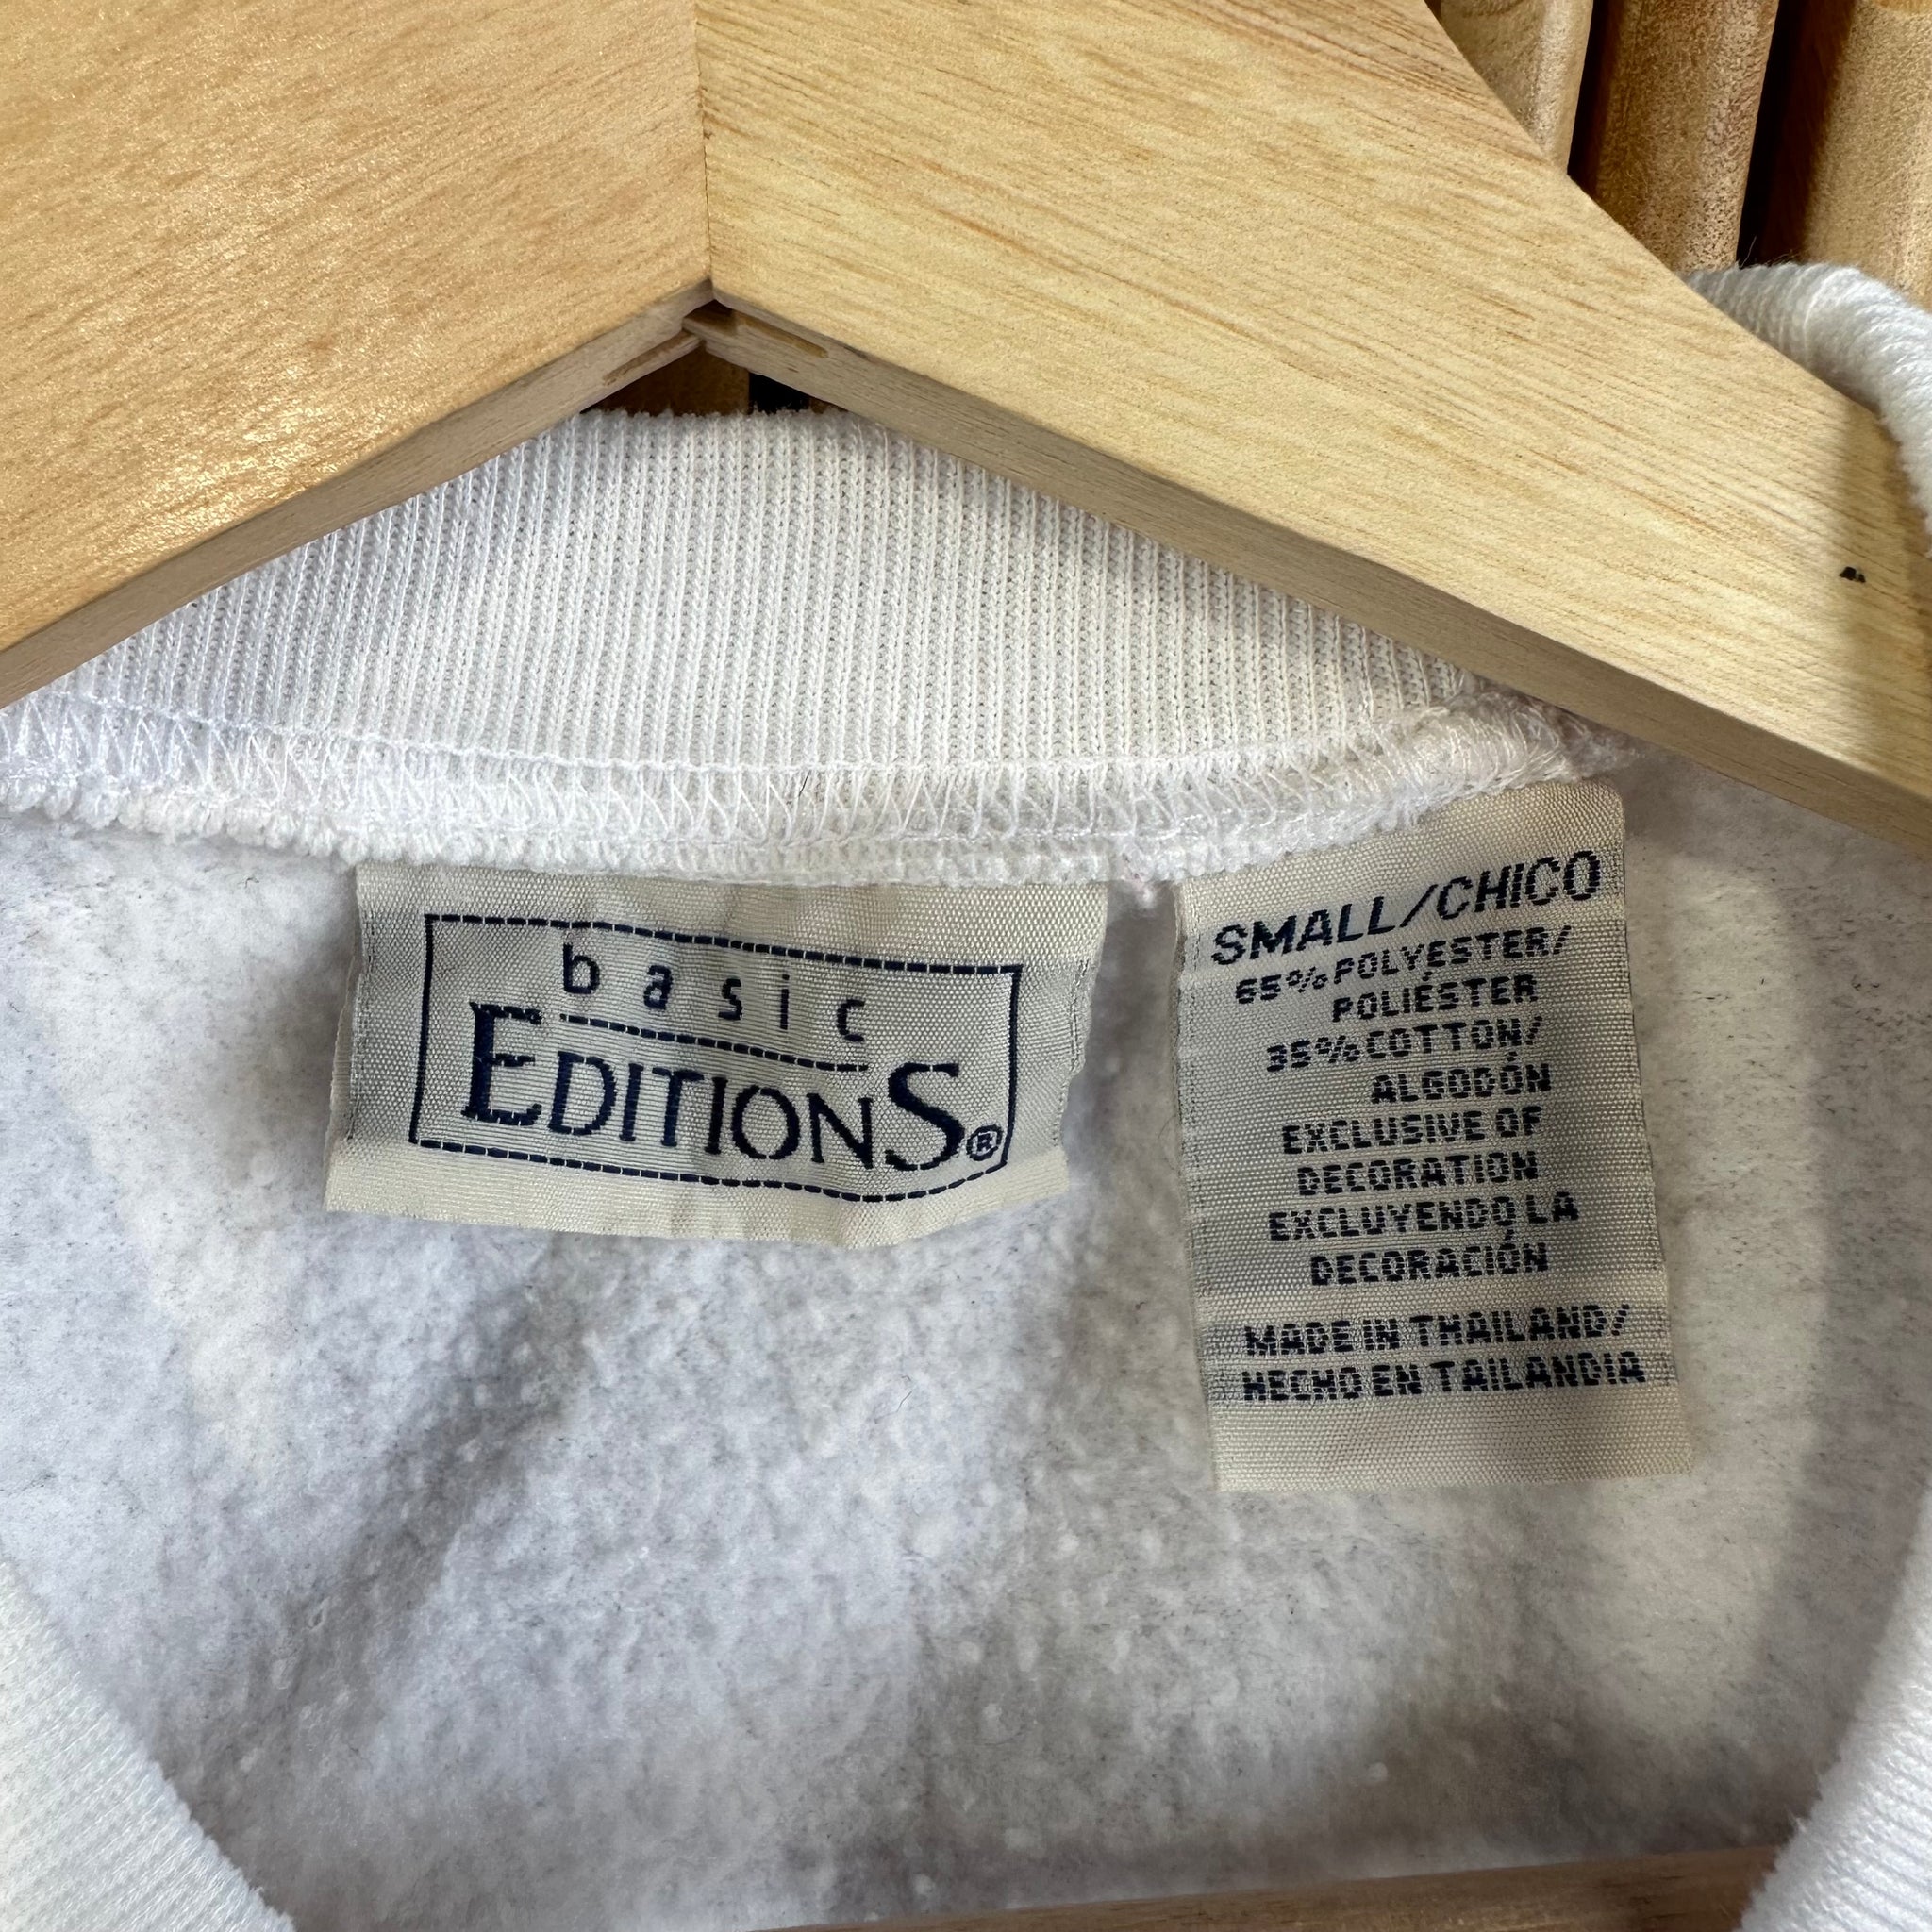 basic
EDITIONS®
SMALL/CHICO
65% POLYESTER/
POLIÉSTER
35% COTTON/
ALGODÓN
EXCLUSIVE OF
DECORATION
EXCLUYENDO LA
DECORACIÓN
MADE IN THAILAND/
HECHO EN TAILANDIA